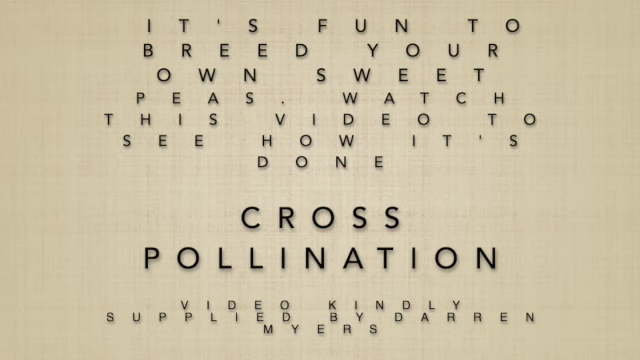 IT'S FUN TO
BREED YOUR
OWN SWEET
PEAS. WATCH
THIS VIDEO TO
SEE HOW IT'S
DONE
CROSS
POLLINATION
VIDEO KINDLY
SUPPLIED BY DARREN
MYERS